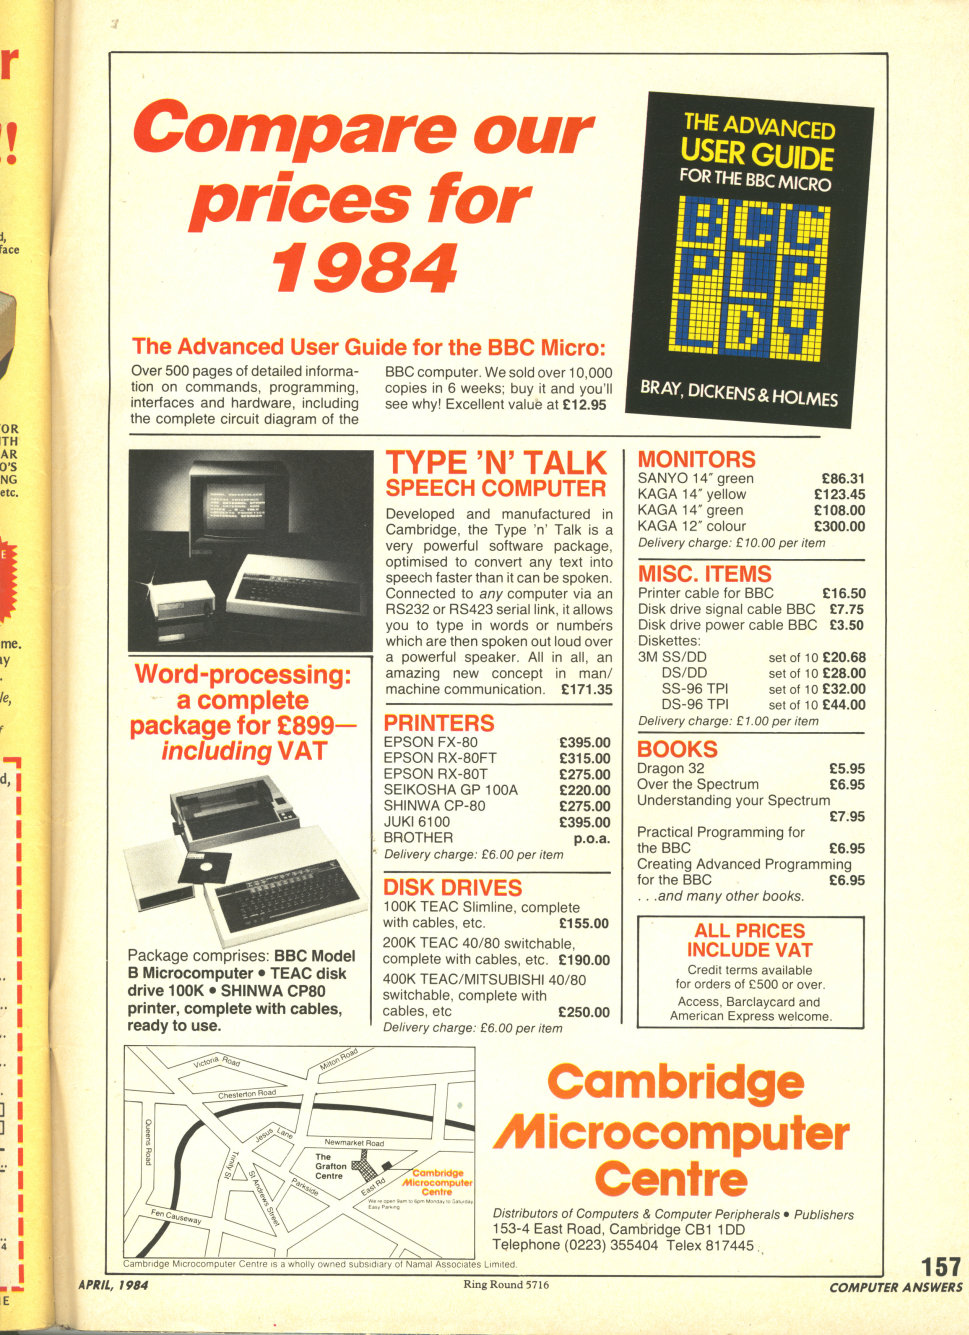 Compare our
prices for
1984
THE ADVANCED
USER GUIDE
FOR THE BBC MICRO
BCC
PLP
LDY
BRAY, DICKENS & HOLMES
The Advanced User Guide for the BBC Micro:
Over 500 pages of detailed informa-
tion on commands, programming,
interfaces and hardware, including
the complete circuit diagram of the
BBC computer. We sold over 10,000
copies in 6 weeks; buy it and you'll
see why! Excellent value at £12.95
Word-processing:
a complete
package for £899—
including VAT
Package comprises: BBC Model
B Microcomputer • TEAC disk
drive 100K • SHINWA CP80
printer, complete with cables,
ready to use.
TYPE 'N' TALK
SPEECH COMPUTER
Developed and manufactured in
Cambridge, the Type 'n' Talk is a
very powerful software package,
optimised to convert any text into
speech faster than it can be spoken.
Connected to any computer via an
RS232 or RS423 serial link, it allows
you to type in words or numbers
which are then spoken out loud over
a powerful speaker. All in all, an
amazing new concept in man/
machine communication. £171.35
PRINTERS
EPSON FX-80 £395.00
EPSON RX-80FT £315.00
EPSON RX-80T £275.00
SEIKOSHA GP 100A £220.00
SHINWA CP-80 £275.00
JUKI 6100 £395.00
BROTHER p.o.a.
Delivery charge: £6.00 per item
DISK DRIVES
100K TEAC Slimline, complete
with cables, etc. £155.00
200K TEAC 40/80 switchable,
complete with cables, etc. £190.00
400K TEAC/MITSUBISHI 40/80
switchable, complete with
cables, etc £250.00
Delivery charge: £6.00 per item
MONITORS
SANYO 14″ green £86.31
KAGA 14″ yellow £123.45
KAGA 14″ green £108.00
KAGA 12″ colour £300.00
Delivery charge: £10.00 per item
MISC. ITEMS
Printer cable for BBC £16.50
Disk drive signal cable BBC £7.75
Disk drive power cable BBC £3.50
Diskettes:
3M SS/DD set of 10 £20.68
DS/DD set of 10 £28.00
SS-96 TPI set of 10 £32.00
DS-96 TPI set of 10 £44.00
Delivery charge: £1.00 per item
BOOKS
Dragon 32 £5.95
Over the Spectrum £6.95
Understanding your Spectrum
£7.95
Practical Programming for
the BBC £6.95
Creating Advanced Programming
for the BBC £6.95
. . .and many other books.
ALL PRICES
INCLUDE VAT
Credit terms available
for orders of £500 or over.
Access, Barclaycard and
American Express welcome.
Victoria Road
Milton Road
Chesterton Road
Queens Road
Jesus Lane
Newmarket Road
Trinity St
St Andrews Street
Parkside
The
Grafton
Centre
East Rd
Cambridge
Microcomputer
Centre
We're open 9am to 6pm Monday to Saturday
Easy Parking
Fen Causeway
Cambridge Microcomputer Centre is a wholly owned subsidiary of Namal Associates Limited.
Cambridge
Microcomputer
Centre
Distributors of Computers & Computer Peripherals • Publishers
153-4 East Road, Cambridge CB1 1DD
Telephone (0223) 355404 Telex 817445
APRIL, 1984
Ring Round 5716
157
COMPUTER ANSWERS